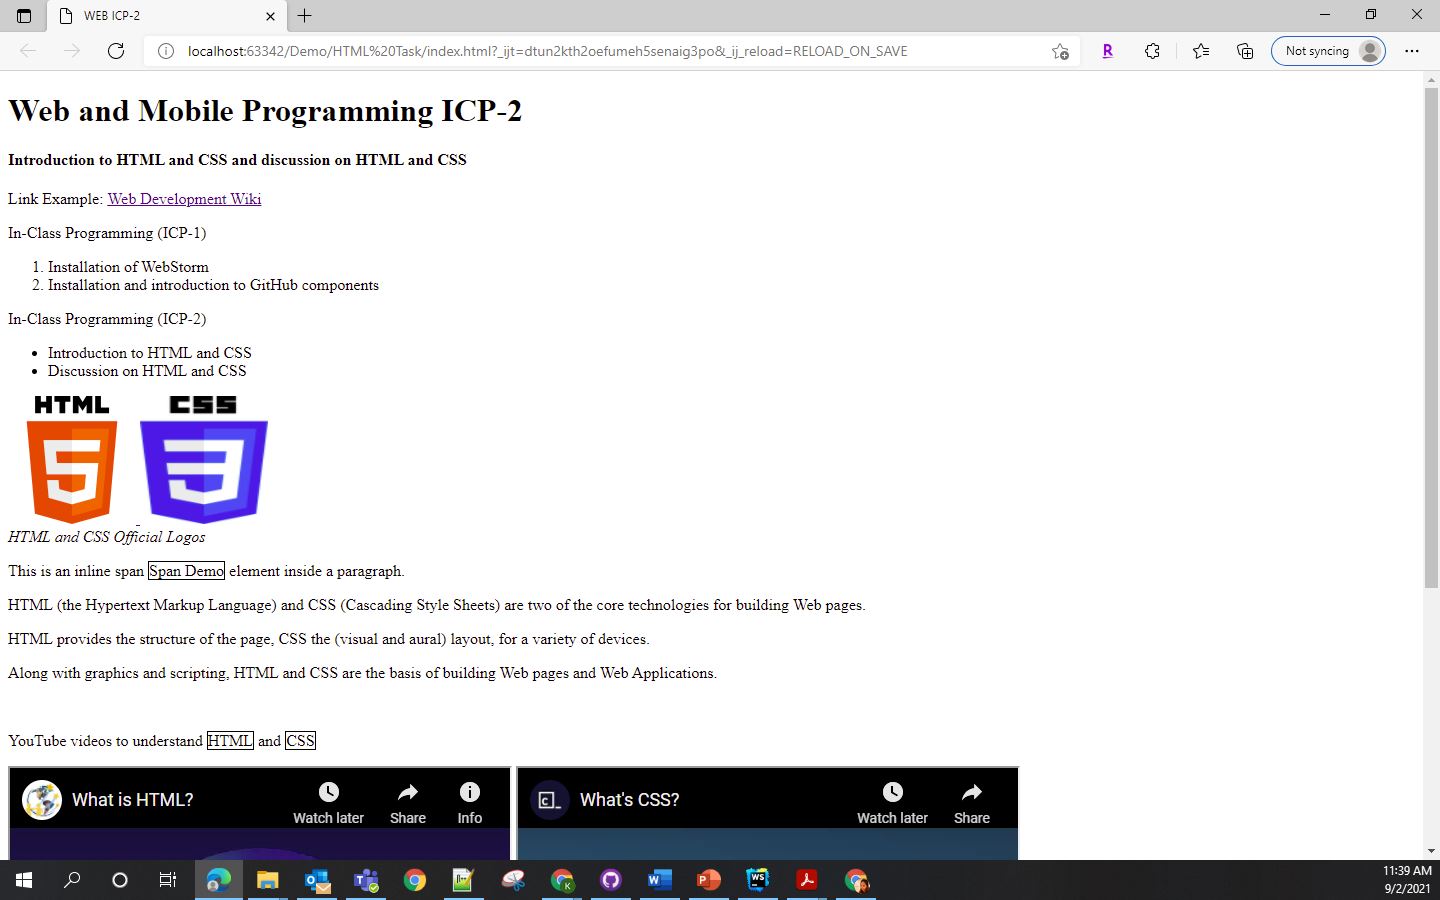 WEB ICP-2
localhost:63342/Demo/HTML%20Task/index.html?_ijt=dtun2kth2oefumeh5senaig3po&_ij_reload=RELOAD_ON_SAVE
R
Not syncing
Web and Mobile Programming ICP-2
Introduction to HTML and CSS and discussion on HTML and CSS
Link Example: Web Development Wiki
In-Class Programming (ICP-1)
1. Installation of WebStorm
2. Installation and introduction to GitHub components
In-Class Programming (ICP-2)
• Introduction to HTML and CSS
• Discussion on HTML and CSS
HTML CSS
5 3
HTML and CSS Official Logos
This is an inline span Span Demo element inside a paragraph.
HTML (the Hypertext Markup Language) and CSS (Cascading Style Sheets) are two of the core technologies for building Web pages.
HTML provides the structure of the page, CSS the (visual and aural) layout, for a variety of devices.
Along with graphics and scripting, HTML and CSS are the basis of building Web pages and Web Applications.
YouTube videos to understand HTML and CSS
What is HTML? Watch later Share Info
What's CSS? Watch later Share
11:39 AM
9/2/2021